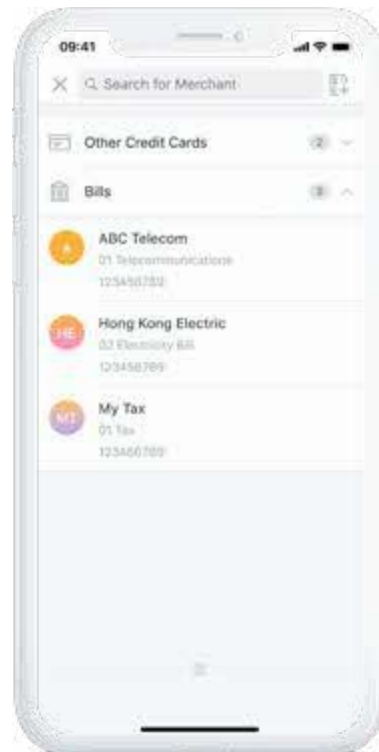 09:41
Search for Merchant
Other Credit Cards 2
Bills 3
A
ABC Telecom
01 Telecommunications
123456789
HE
Hong Kong Electric
02 Electricity Bill
123456789
MT
My Tax
01 Tax
123456789